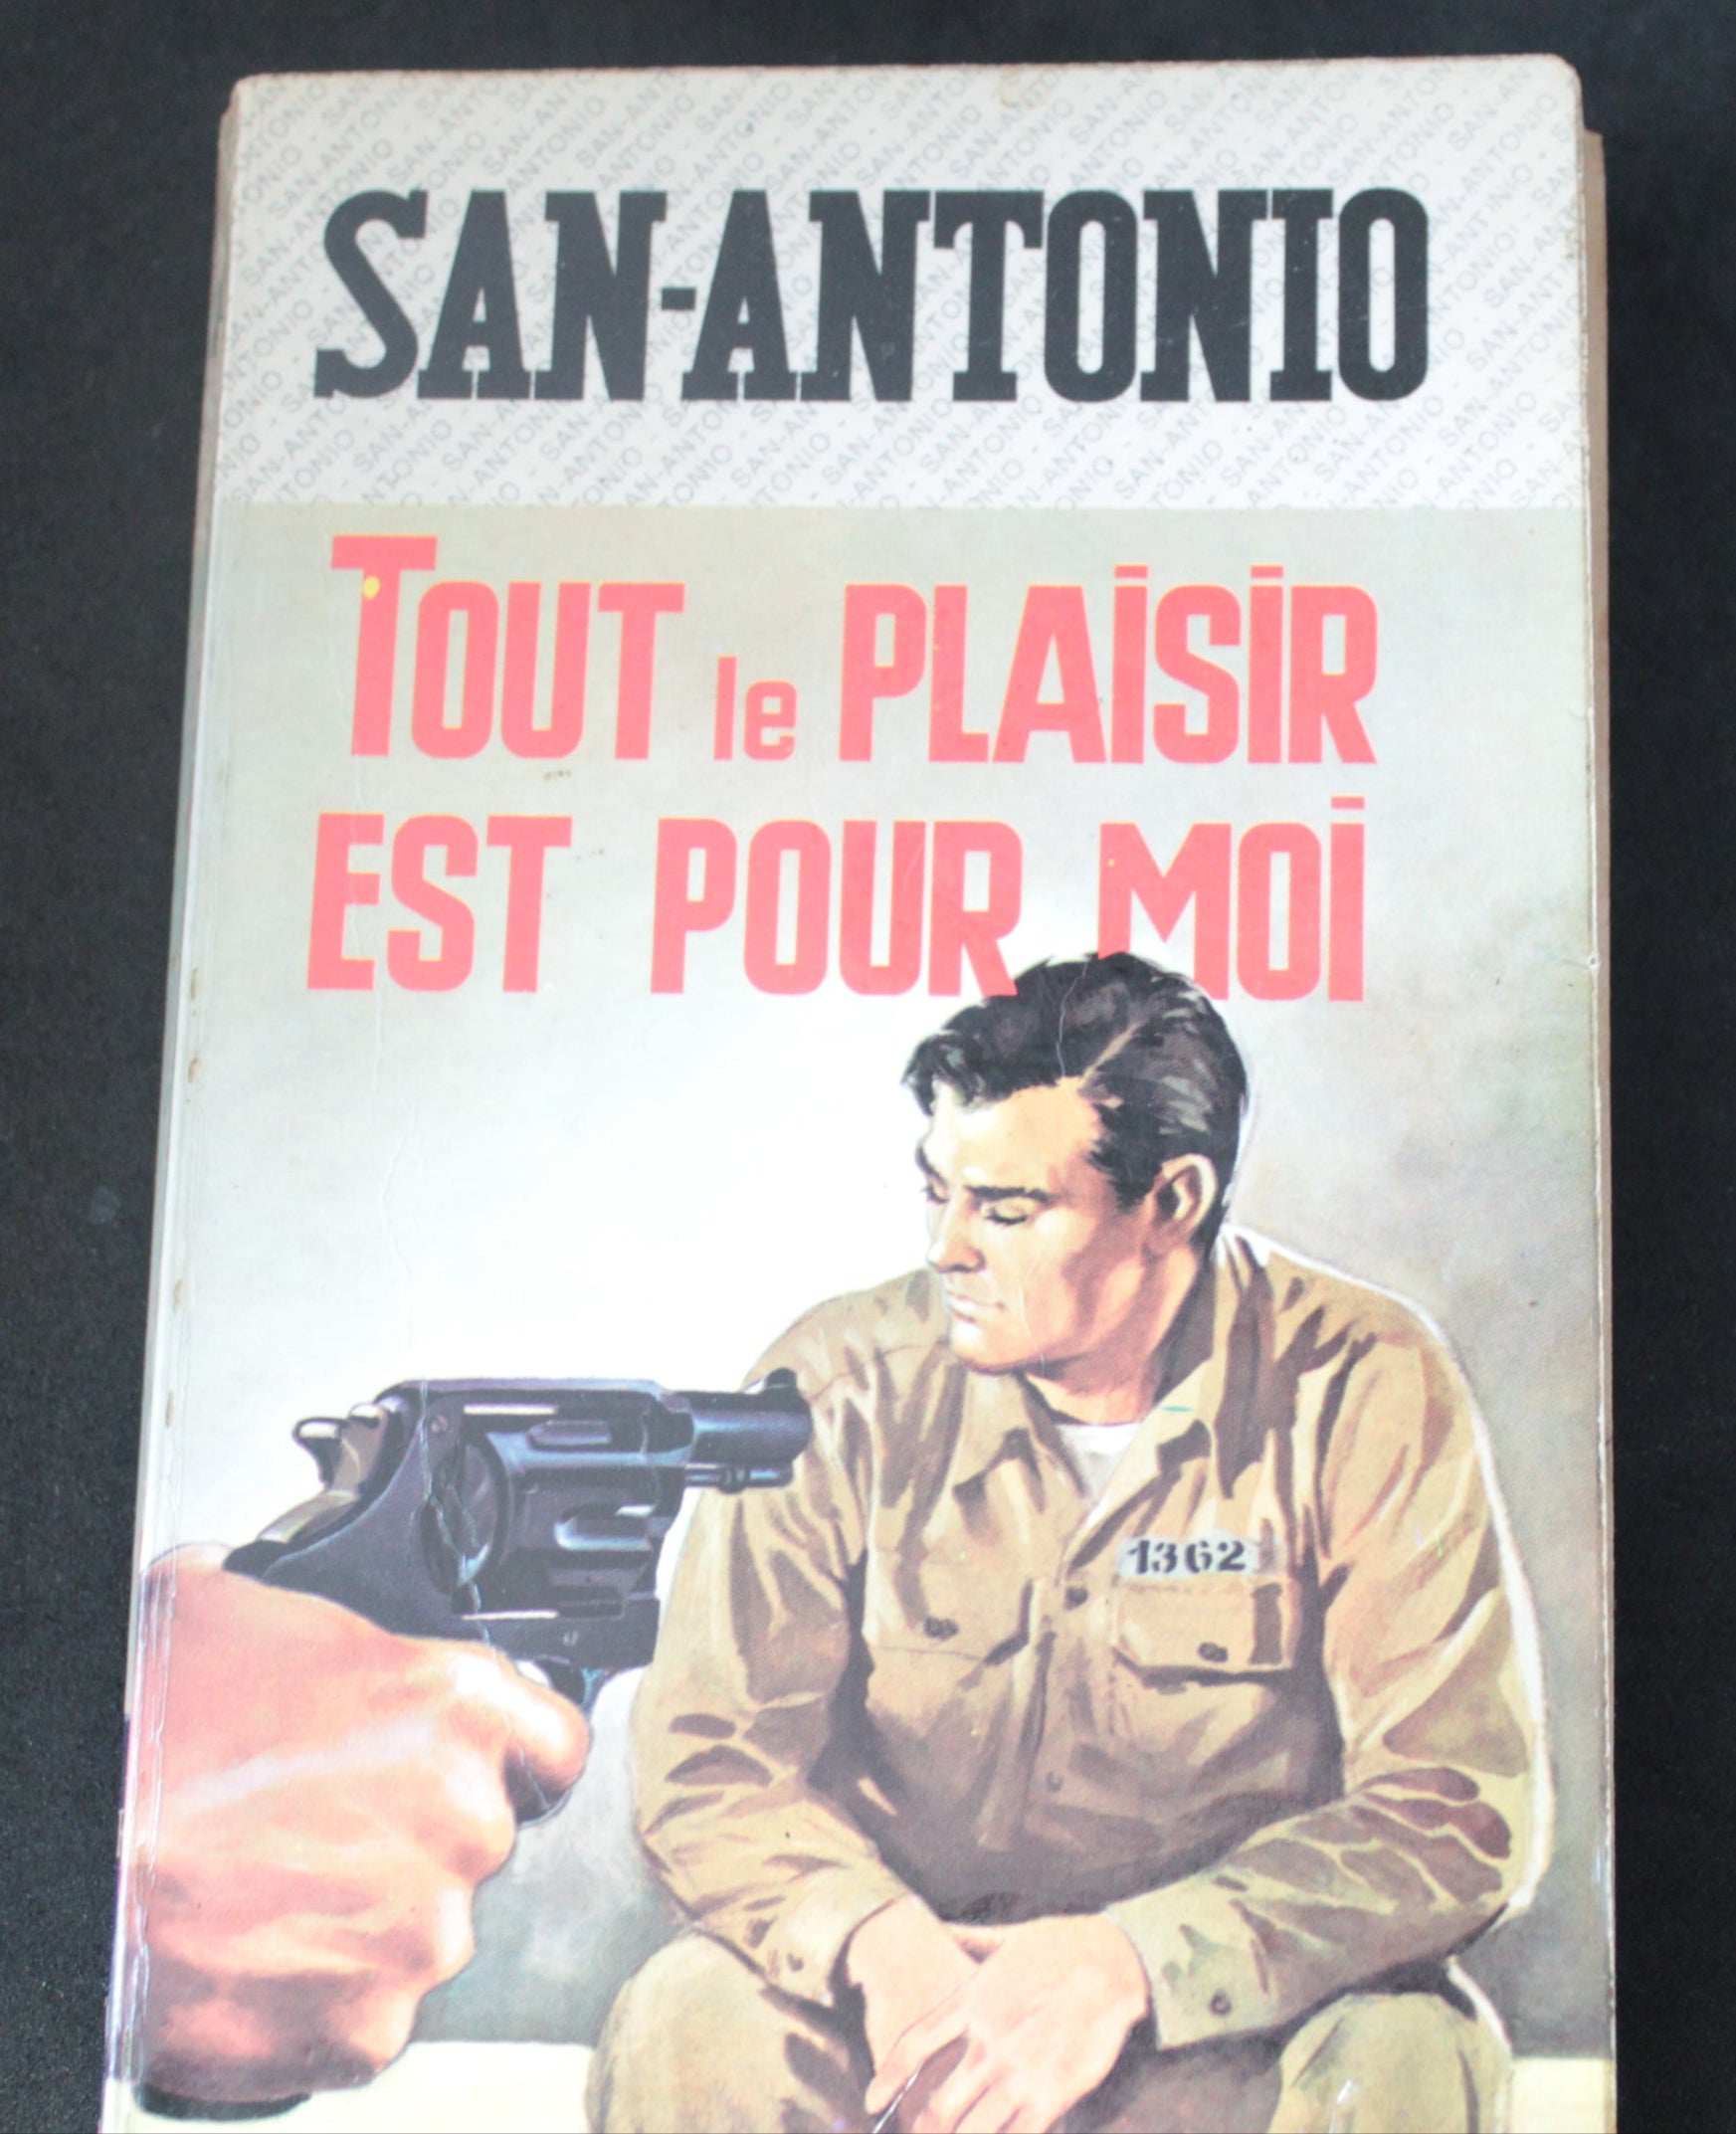 SAN-ANTONIO
TOUT le PLAISIR
EST POUR MOI
1362